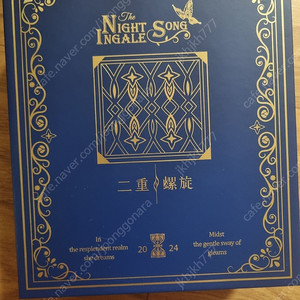 The
NIGHT SONG
INGALE
二重螺旋
In
the resplendent realm
the dreams
20 24
Midst
the gentle sway of
gleams